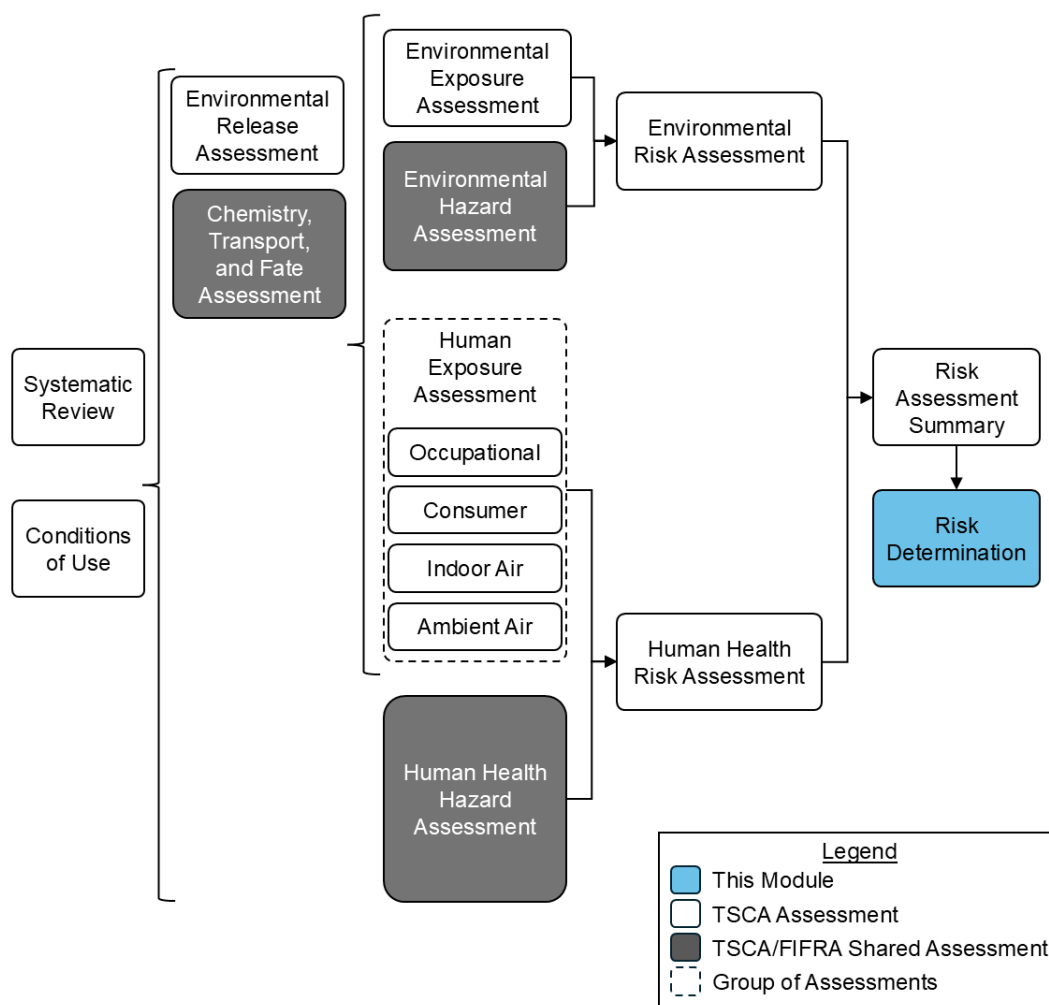 Systematic
Review
Conditions
of Use
Environmental
Release
Assessment
Chemistry,
Transport,
and Fate
Assessment
Environmental
Exposure
Assessment
Environmental
Hazard
Assessment
Human
Exposure
Assessment
Occupational
Consumer
Indoor Air
Ambient Air
Human Health
Hazard
Assessment
Environmental
Risk Assessment
Human Health
Risk Assessment
Risk
Assessment
Summary
Risk
Determination
Legend
This Module
TSCA Assessment
TSCA/FIFRA Shared Assessment
Group of Assessments